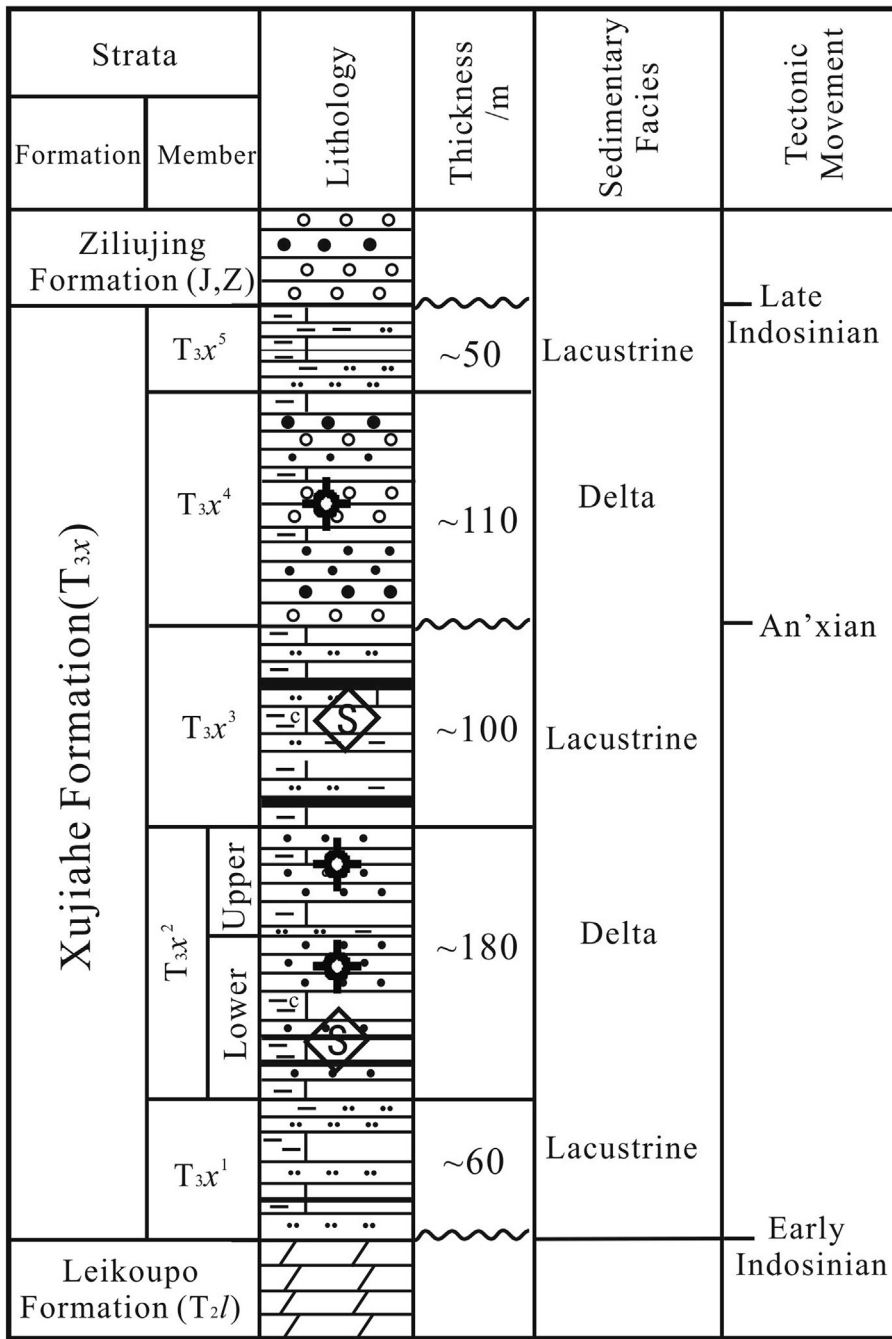 Strata
Formation
Member
Lithology
Thickness
/m
Sedimentary
Facies
Tectonic
Movement
Ziliujing
Formation (J,Z)
Late
Indosinian
Xujiahe Formation(T₃x)
T₃x⁵
~50
Lacustrine
T₃x⁴
~110
Delta
An’xian
T₃x³
c
S
~100
Lacustrine
T₃x²
Upper
Lower
c
S
~180
Delta
T₃x¹
~60
Lacustrine
Early
Indosinian
Leikoupo
Formation (T₂l)